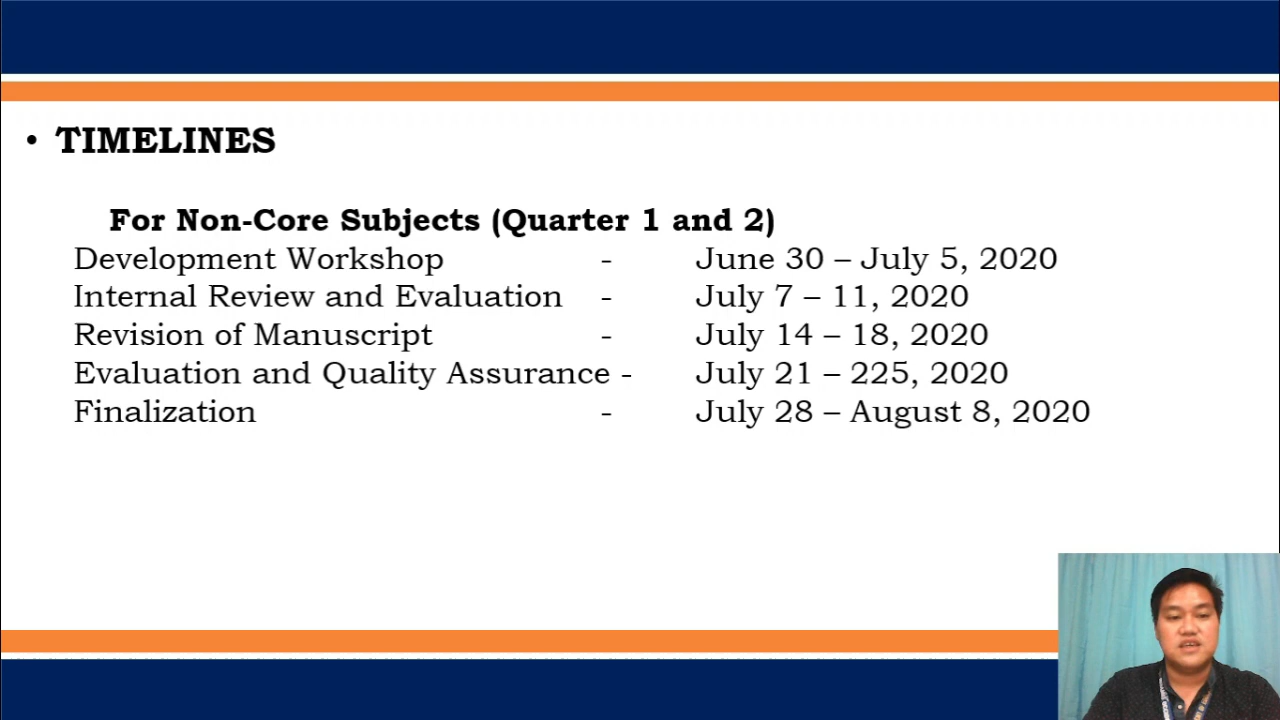 • TIMELINES
For Non-Core Subjects (Quarter 1 and 2)
Development Workshop - June 30 – July 5, 2020
Internal Review and Evaluation - July 7 – 11, 2020
Revision of Manuscript - July 14 – 18, 2020
Evaluation and Quality Assurance - July 21 – 225, 2020
Finalization - July 28 – August 8, 2020